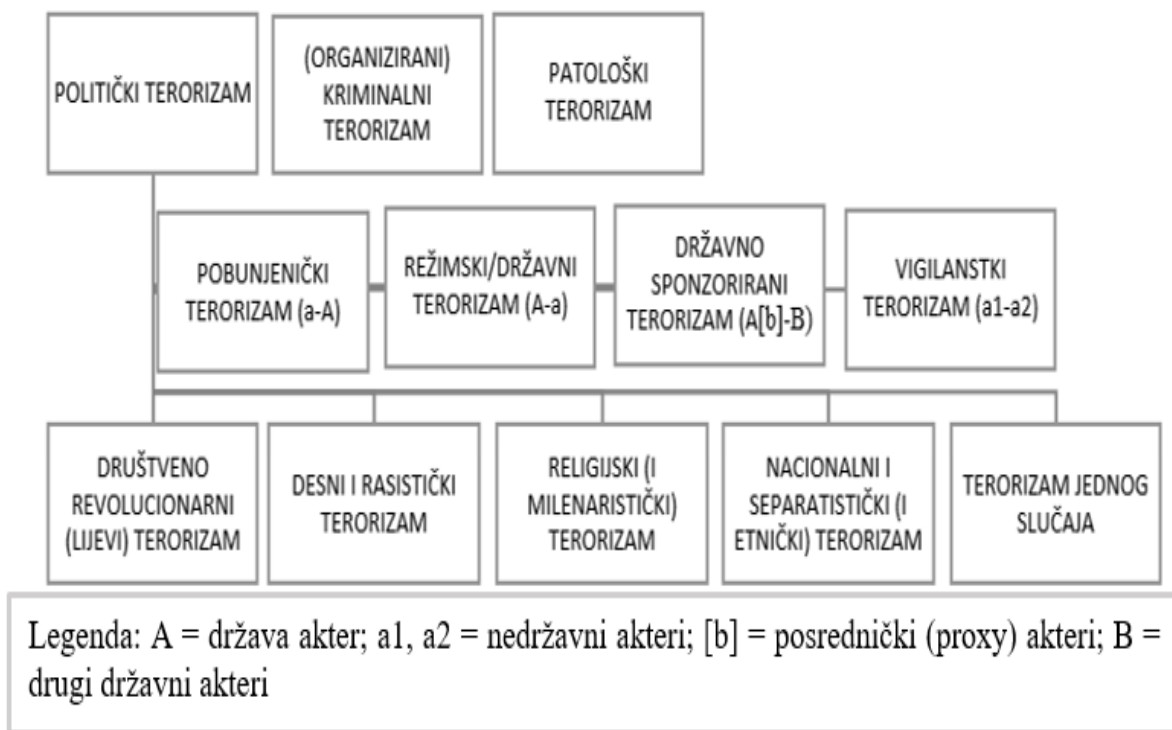 POLITIČKI TERORIZAM
(ORGANIZIRANI)
KRIMINALNI
TERORIZAM
PATOLOŠKI
TERORIZAM
POBUNJENIČKI
TERORIZAM (a-A)
REŽIMSKI/DRŽAVNI
TERORIZAM (A-a)
DRŽAVNO
SPONZORIRANI
TERORIZAM (A[b]-B)
VIGILANSTKI
TERORIZAM (a1-a2)
DRUŠTVENO
REVOLUCIONARNI
(LIJEVI) TERORIZAM
DESNI I RASISTIČKI
TERORIZAM
RELIGIJSKI (I
MILENARISTIČKI)
TERORIZAM
NACIONALNI I
SEPARATISTIČKI (I
ETNIČKI) TERORIZAM
TERORIZAM JEDNOG
SLUČAJA
Legenda: A = država akter; a1, a2 = nedržavni akteri; [b] = posrednički (proxy) akteri; B =
drugi državni akteri